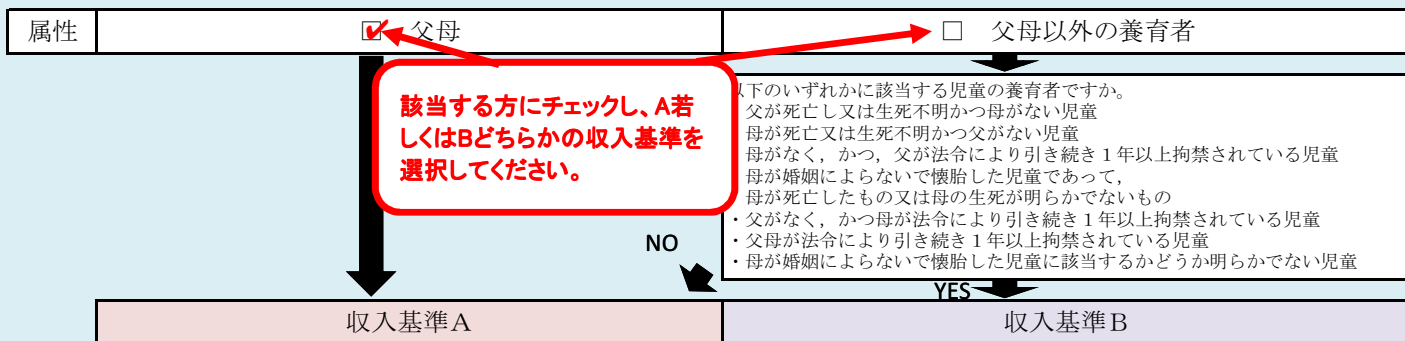 属性
☑ 父母
□ 父母以外の養育者
該当する方にチェックし、A若
しくはBどちらかの収入基準を
選択してください。
下のいずれかに該当する児童の養育者ですか。
父が死亡し又は生死不明かつ母がない児童
母が死亡又は生死不明かつ父がない児童
母がなく，かつ，父が法令により引き続き１年以上拘禁されている児童
母が婚姻によらないで懐胎した児童であって，
母が死亡したもの又は母の生死が明らかでないもの
・父がなく，かつ母が法令により引き続き１年以上拘禁されている児童
・父母が法令により引き続き１年以上拘禁されている児童
・母が婚姻によらないで懐胎した児童に該当するかどうか明らかでない児童
NO
YES
収入基準Ａ
収入基準Ｂ